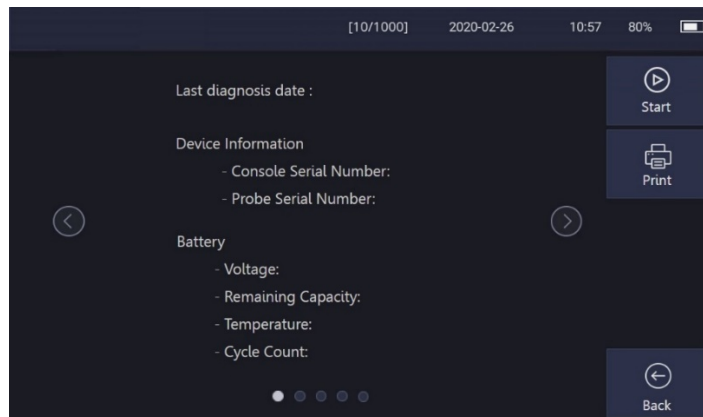 [10/1000] 2020-02-26 10:57 80%
Last diagnosis date :
Start
Device Information
- Console Serial Number:
Print
- Probe Serial Number:
Battery
- Voltage:
- Remaining Capacity:
- Temperature:
- Cycle Count:
Back